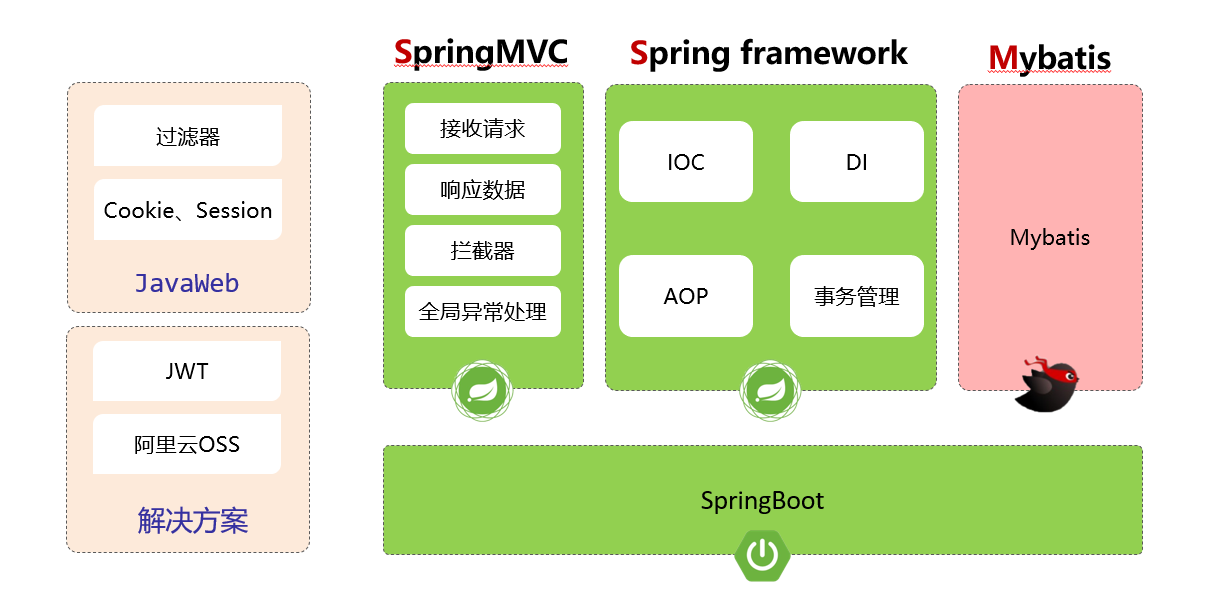 过滤器
Cookie、Session
JavaWeb
JWT
阿里云OSS
解决方案
SpringMVC
接收请求
响应数据
拦截器
全局异常处理
Spring framework
IOC
DI
AOP
事务管理
Mybatis
Mybatis
SpringBoot